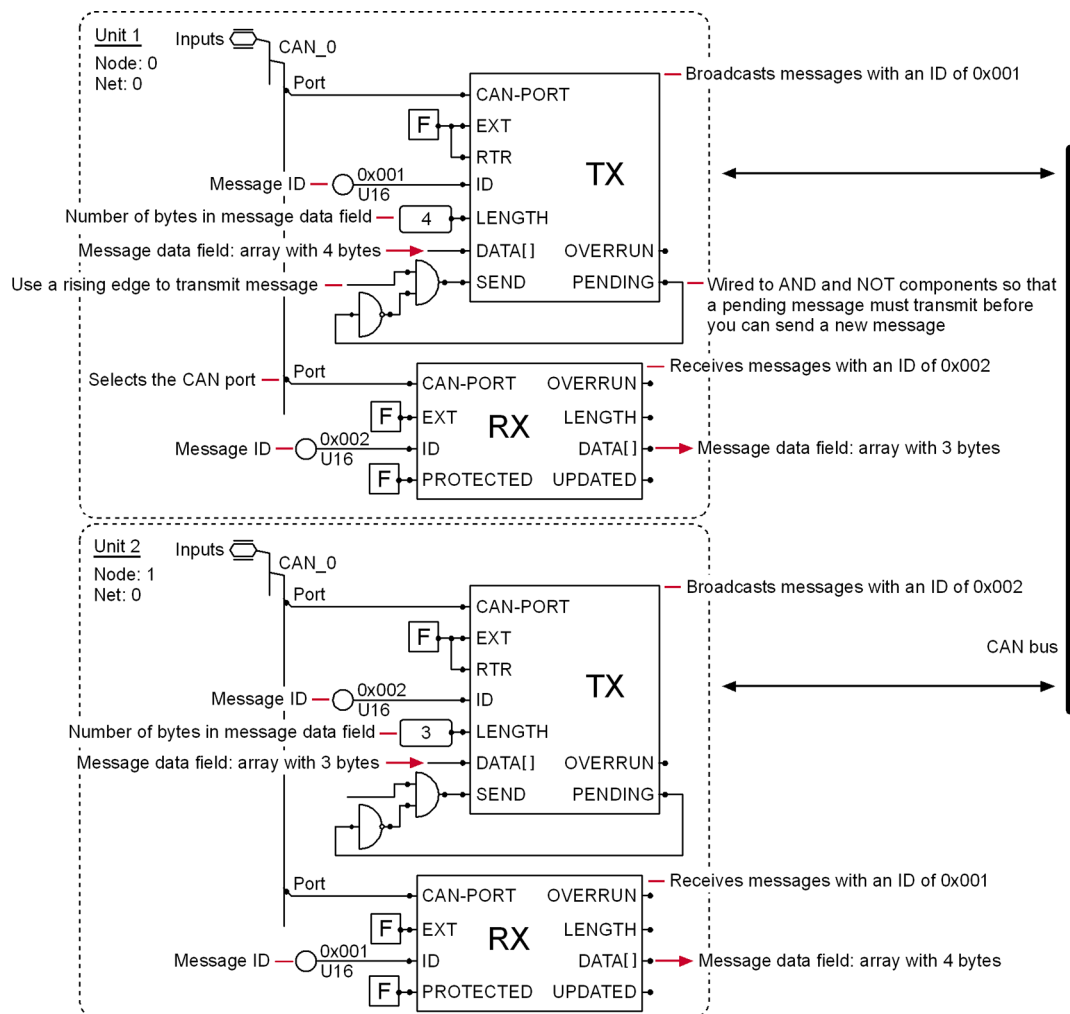 Unit 1
Node: 0
Net: 0
Inputs
CAN_0
Port
Broadcasts messages with an ID of 0x001
CAN-PORT
F
EXT
RTR
TX
Message ID
0x001
U16
ID
Number of bytes in message data field
4
LENGTH
Message data field: array with 4 bytes
DATA[]
OVERRUN
Use a rising edge to transmit message
SEND
PENDING
Wired to AND and NOT components so that
a pending message must transmit before
you can send a new message
Selects the CAN port
Port
Receives messages with an ID of 0x002
CAN-PORT
OVERRUN
F
EXT
RX
LENGTH
Message ID
0x002
U16
ID
DATA[]
Message data field: array with 3 bytes
F
PROTECTED
UPDATED
Unit 2
Node: 1
Net: 0
Inputs
CAN_0
Port
Broadcasts messages with an ID of 0x002
CAN-PORT
F
EXT
RTR
TX
CAN bus
Message ID
0x002
U16
ID
Number of bytes in message data field
3
LENGTH
Message data field: array with 3 bytes
DATA[]
OVERRUN
SEND
PENDING
Port
Receives messages with an ID of 0x001
CAN-PORT
OVERRUN
F
EXT
RX
LENGTH
Message ID
0x001
U16
ID
DATA[]
Message data field: array with 4 bytes
F
PROTECTED
UPDATED